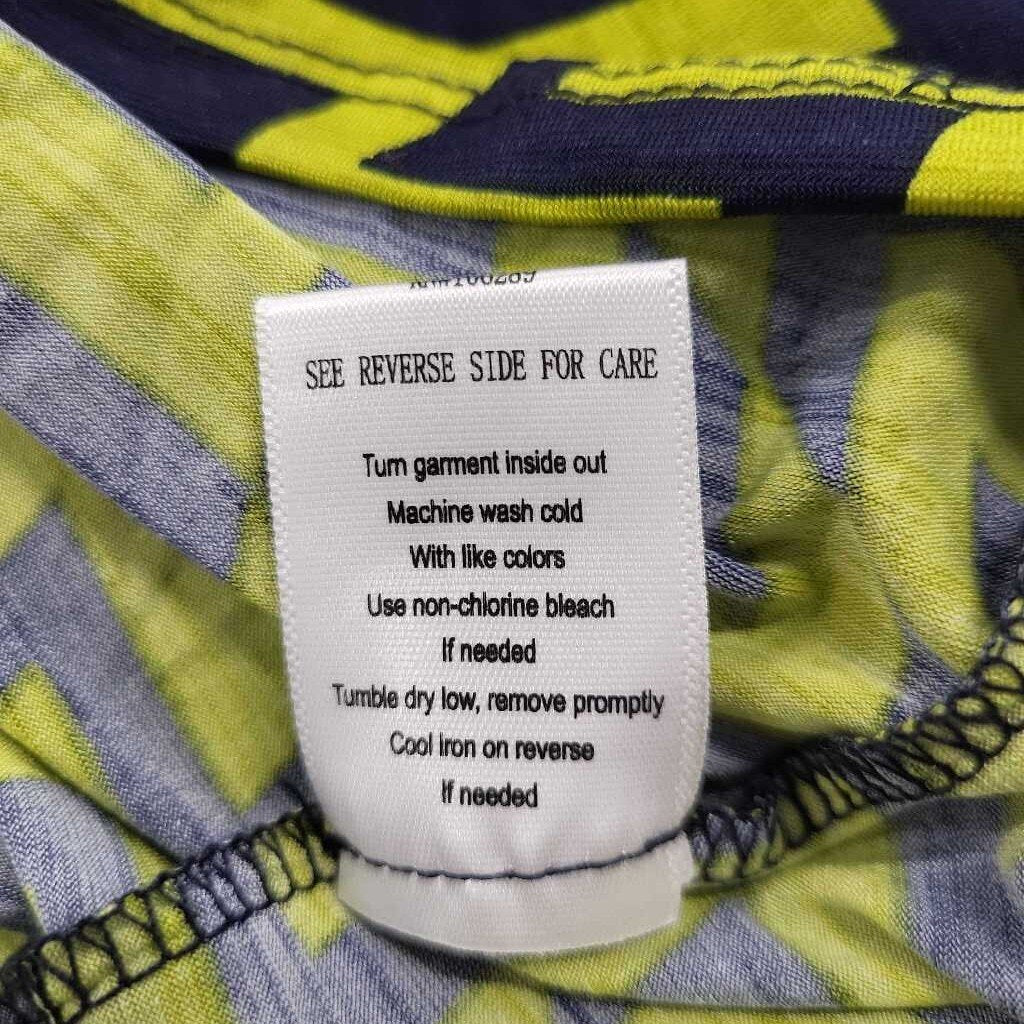 SEE REVERSE SIDE FOR CARE
Turn garment inside out
Machine wash cold
With like colors
Use non-chlorine bleach
If needed
Tumble dry low, remove promptly
Cool Iron on reverse
If needed